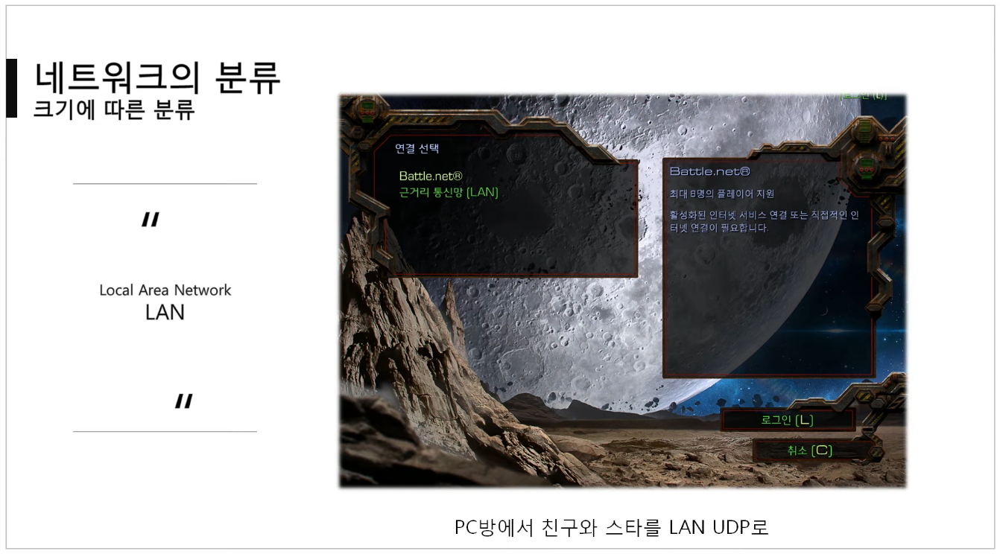 네트워크의 분류
크기에 따른 분류
"
Local Area Network
LAN
"
연결 선택
Battle.net®
근거리 통신망 (LAN)
Battle.net®
최대 8명의 플레이어 지원
활성화된 인터넷 서비스 연결 또는 직접적인 인
터넷 연결이 필요합니다.
로그인 (L)
취소 (C)
PC방에서 친구와 스타를 LAN UDP로